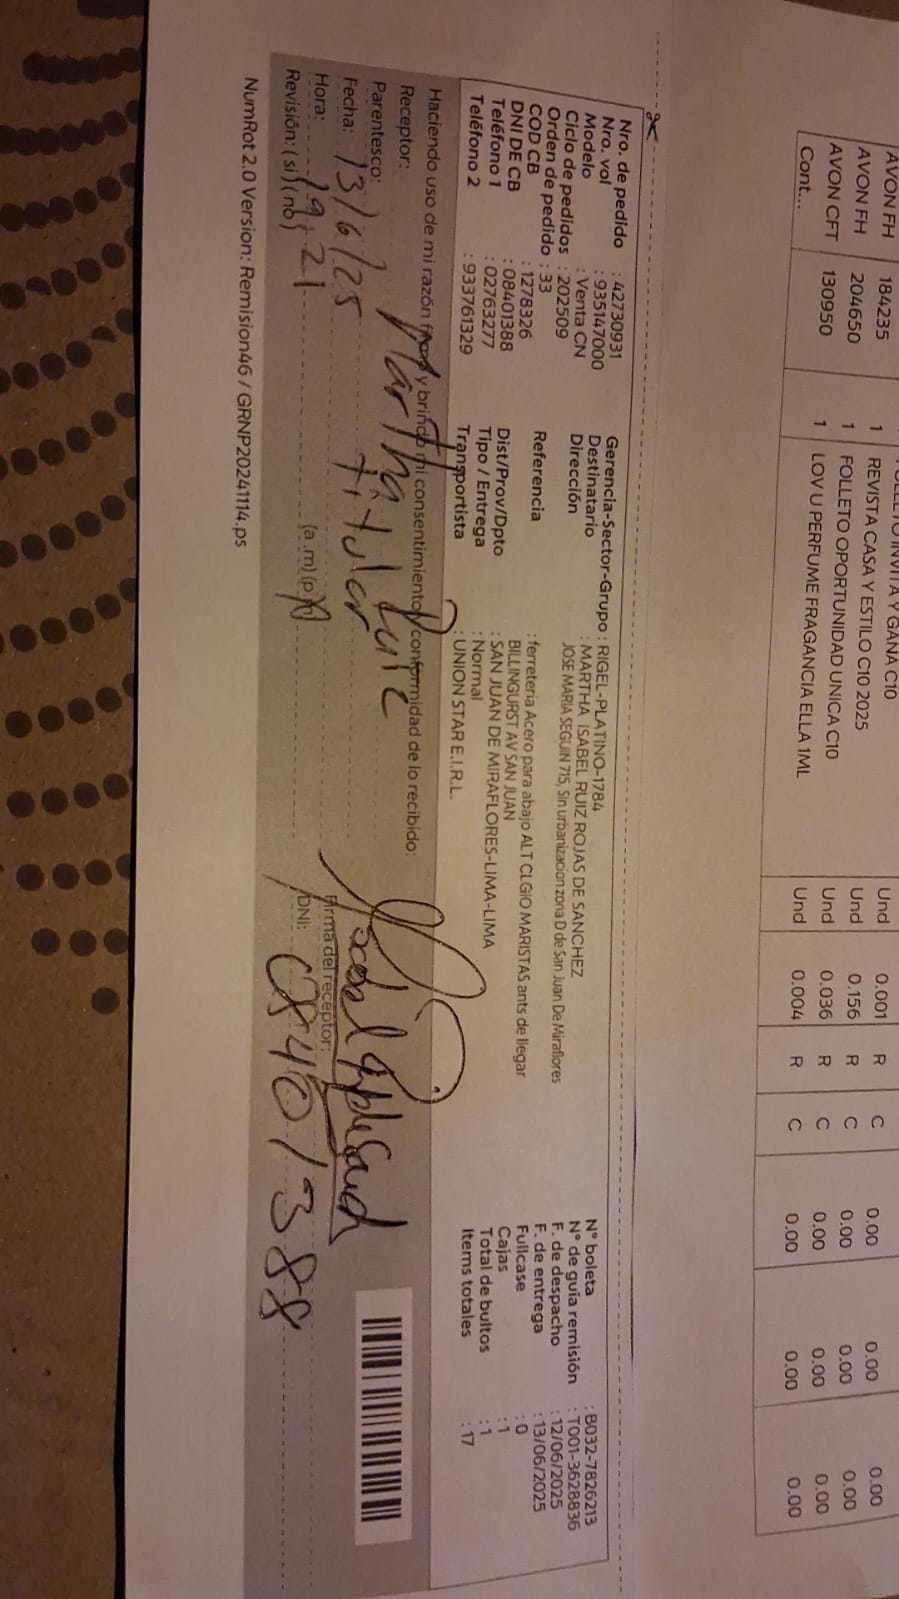 AVON FH 184235 1 Und 0.001 R C 0.00 0.00 0.00
AVON FH 204650 1 REVISTA CASA Y ESTILO C10 2025 Und 0.156 R C 0.00 0.00 0.00
AVON CFT 130950 1 FOLLETO OPORTUNIDAD UNICA C10 Und 0.036 R C 0.00 0.00 0.00
Cont... LOV U PERFUME FRAGANCIA ELLA 1ML Und 0.004 R C 0.00 0.00 0.00
Nro. de pedido : 42730931
Nro. vol : 935147000
Modelo : Venta CN
Ciclo de pedidos : 202509
Orden de pedido : 33
COD CB : 1278326
DNI DE CB : 08401388
Teléfono 1 : 02763277
Teléfono 2 : 933761329
Gerencia-Sector-Grupo : RIGEL-PLATINO-1784
Destinatario : MARTHA ISABEL RUIZ ROJAS DE SANCHEZ
Dirección JOSE MARIA SEGUIN 715, Sin urbanizacion zona D de San Juan De Miraflores
Referencia : ferreteria Acero para abajo ALT CLGIO MARISTAS ants de llegar
BILLINGURST AV SAN JUAN
Dist/Prov/Dpto : SAN JUAN DE MIRAFLORES-LIMA-LIMA
Tipo / Entrega : Normal
Transportista : UNION STAR E.I.R.L.
N° boleta : B032-7826213
N° de guía remisión : T001-3628836
F. de despacho : 12/06/2025
F. de entrega : 13/06/2025
Fullcase : 0
Cajas : 1
Total de bultos : 1
Items totales : 17
Haciendo uso de mi razón y brindo mi consentimiento conformidad de lo recibido:
Receptor: Martha Ruiz
Parentesco: titular
Fecha: 13/6/25
Hora: 19:21 (a .m) (p
Revisión: ( si) ( no)
Firma del receptor:
DNI: 08401388
NumRot 2.0 Version: Remision46 / GRNP20241114.ps